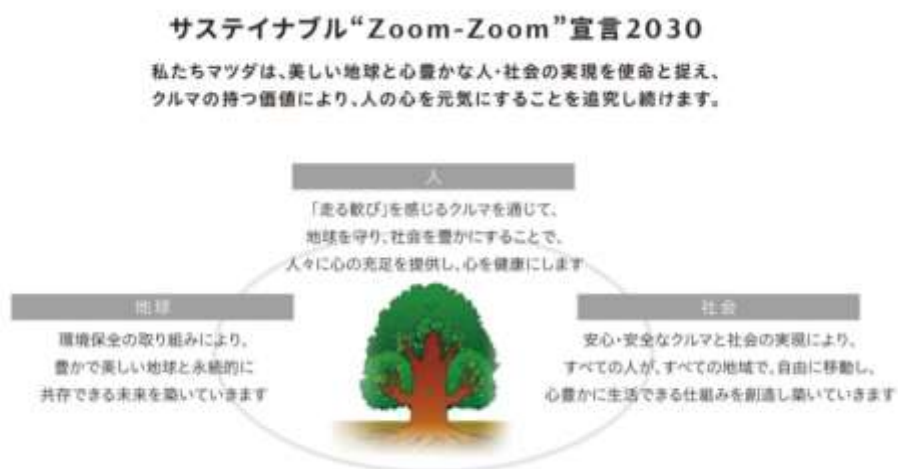 サステイナブル“Zoom-Zoom”宣言2030
私たちマツダは、美しい地球と心豊かな人・社会の実現を使命と捉え、
クルマの持つ価値により、人の心を元気にすることを追究し続けます。
人
「走る歓び」を感じるクルマを通じて、
地球を守り、社会を豊かにすることで、
人々に心の充足を提供し、心を健康にします
地球
環境保全の取り組みにより、
豊かで美しい地球と永続的に
共存できる未来を築いていきます
社会
安心・安全なクルマと社会の実現により、
すべての人が、すべての地域で、自由に移動し、
心豊かに生活できる仕組みを創造し築いていきます